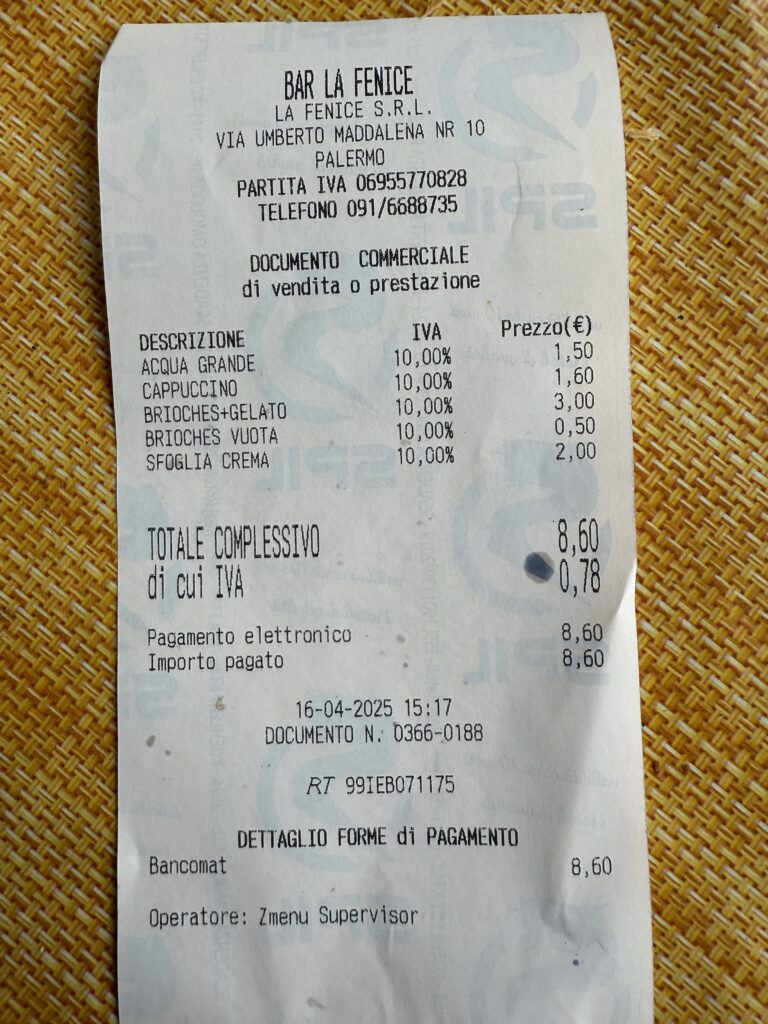 BAR LA FENICE
LA FENICE S.R.L.
VIA UMBERTO MADDALENA NR 10
PALERMO
PARTITA IVA 06955770828
TELEFONO 091/6688735
DOCUMENTO COMMERCIALE
di vendita o prestazione
DESCRIZIONE IVA Prezzo(€)
ACQUA GRANDE 10,00% 1,50
CAPPUCCINO 10,00% 1,60
BRIOCHES+GELATO 10,00% 3,00
BRIOCHES VUOTA 10,00% 0,50
SFOGLIA CREMA 10,00% 2,00
TOTALE COMPLESSIVO 8,60
di cui IVA 0,78
Pagamento elettronico 8,60
Importo pagato 8,60
16-04-2025 15:17
DOCUMENTO N. 0366-0188
RT 99IEB071175
DETTAGLIO FORME di PAGAMENTO
Bancomat 8,60
Operatore: Zmenu Supervisor